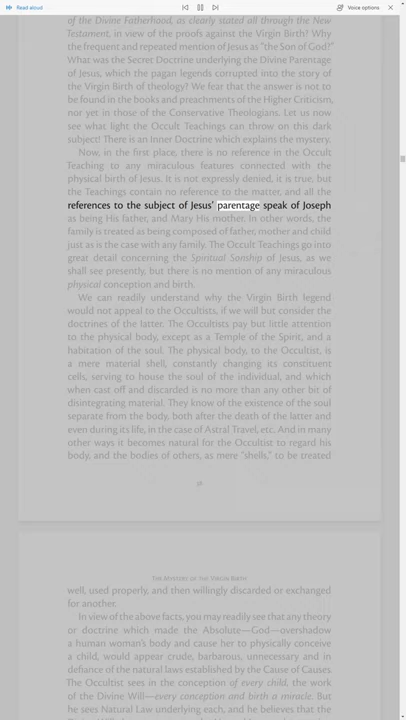 Read aloud
Voice options
of the Divine Fatherhood, as clearly stated all through the New
Testament, in view of the proofs against the Virgin Birth? Why
the frequent and repeated mention of Jesus as "the Son of God?"
What was the Secret Doctrine underlying the Divine Parentage
of Jesus, which the pagan legends corrupted into the story of
the Virgin Birth of theology? We fear that the answer is not to
be found in the books and preachments of the Higher Criticism,
nor yet in those of the Conservative Theologians. Let us now
see what light the Occult Teachings can throw on this dark
subject! There is an Inner Doctrine which explains the mystery.
Now, in the first place, there is no reference in the Occult
Teaching to any miraculous features connected with the
physical birth of Jesus. It is not expressly denied, it is true, but
the Teachings contain no reference to the matter, and all the
references to the subject of Jesus' parentage speak of Joseph
as being His father, and Mary His mother. In other words, the
family is treated as being composed of father, mother and child
just as is the case with any family. The Occult Teachings go into
great detail concerning the Spiritual Sonship of Jesus, as we
shall see presently, but there is no mention of any miraculous
physical conception and birth.
We can readily understand why the Virgin Birth legend
would not appeal to the Occultists, if we will but consider the
doctrines of the latter. The Occultists pay but little attention
to the physical body, except as a Temple of the Spirit, and a
habitation of the soul. The physical body, to the Occultist, is
a mere material shell, constantly changing its constituent
cells, serving to house the soul of the individual, and which
when cast off and discarded is no more than any other bit of
disintegrating material. They know of the existence of the soul
separate from the body, both after the death of the latter and
even during its life, in the case of Astral Travel, etc. And in many
other ways it becomes natural for the Occultist to regard his
body, and the bodies of others, as mere "shells," to be treated
The Mystery of the Virgin Birth
well, used properly, and then willingly discarded or exchanged
for another.
In view of the above facts, you may readily see that any theory
or doctrine which made the Absolute—God—overshadow
a human woman's body and cause her to physically conceive
a child, would appear crude, barbarous, unnecessary and in
defiance of the natural laws established by the Cause of Causes.
The Occultist sees in the conception of every child, the work
of the Divine Will—every conception and birth a miracle. But
he sees Natural Law underlying each, and he believes that the